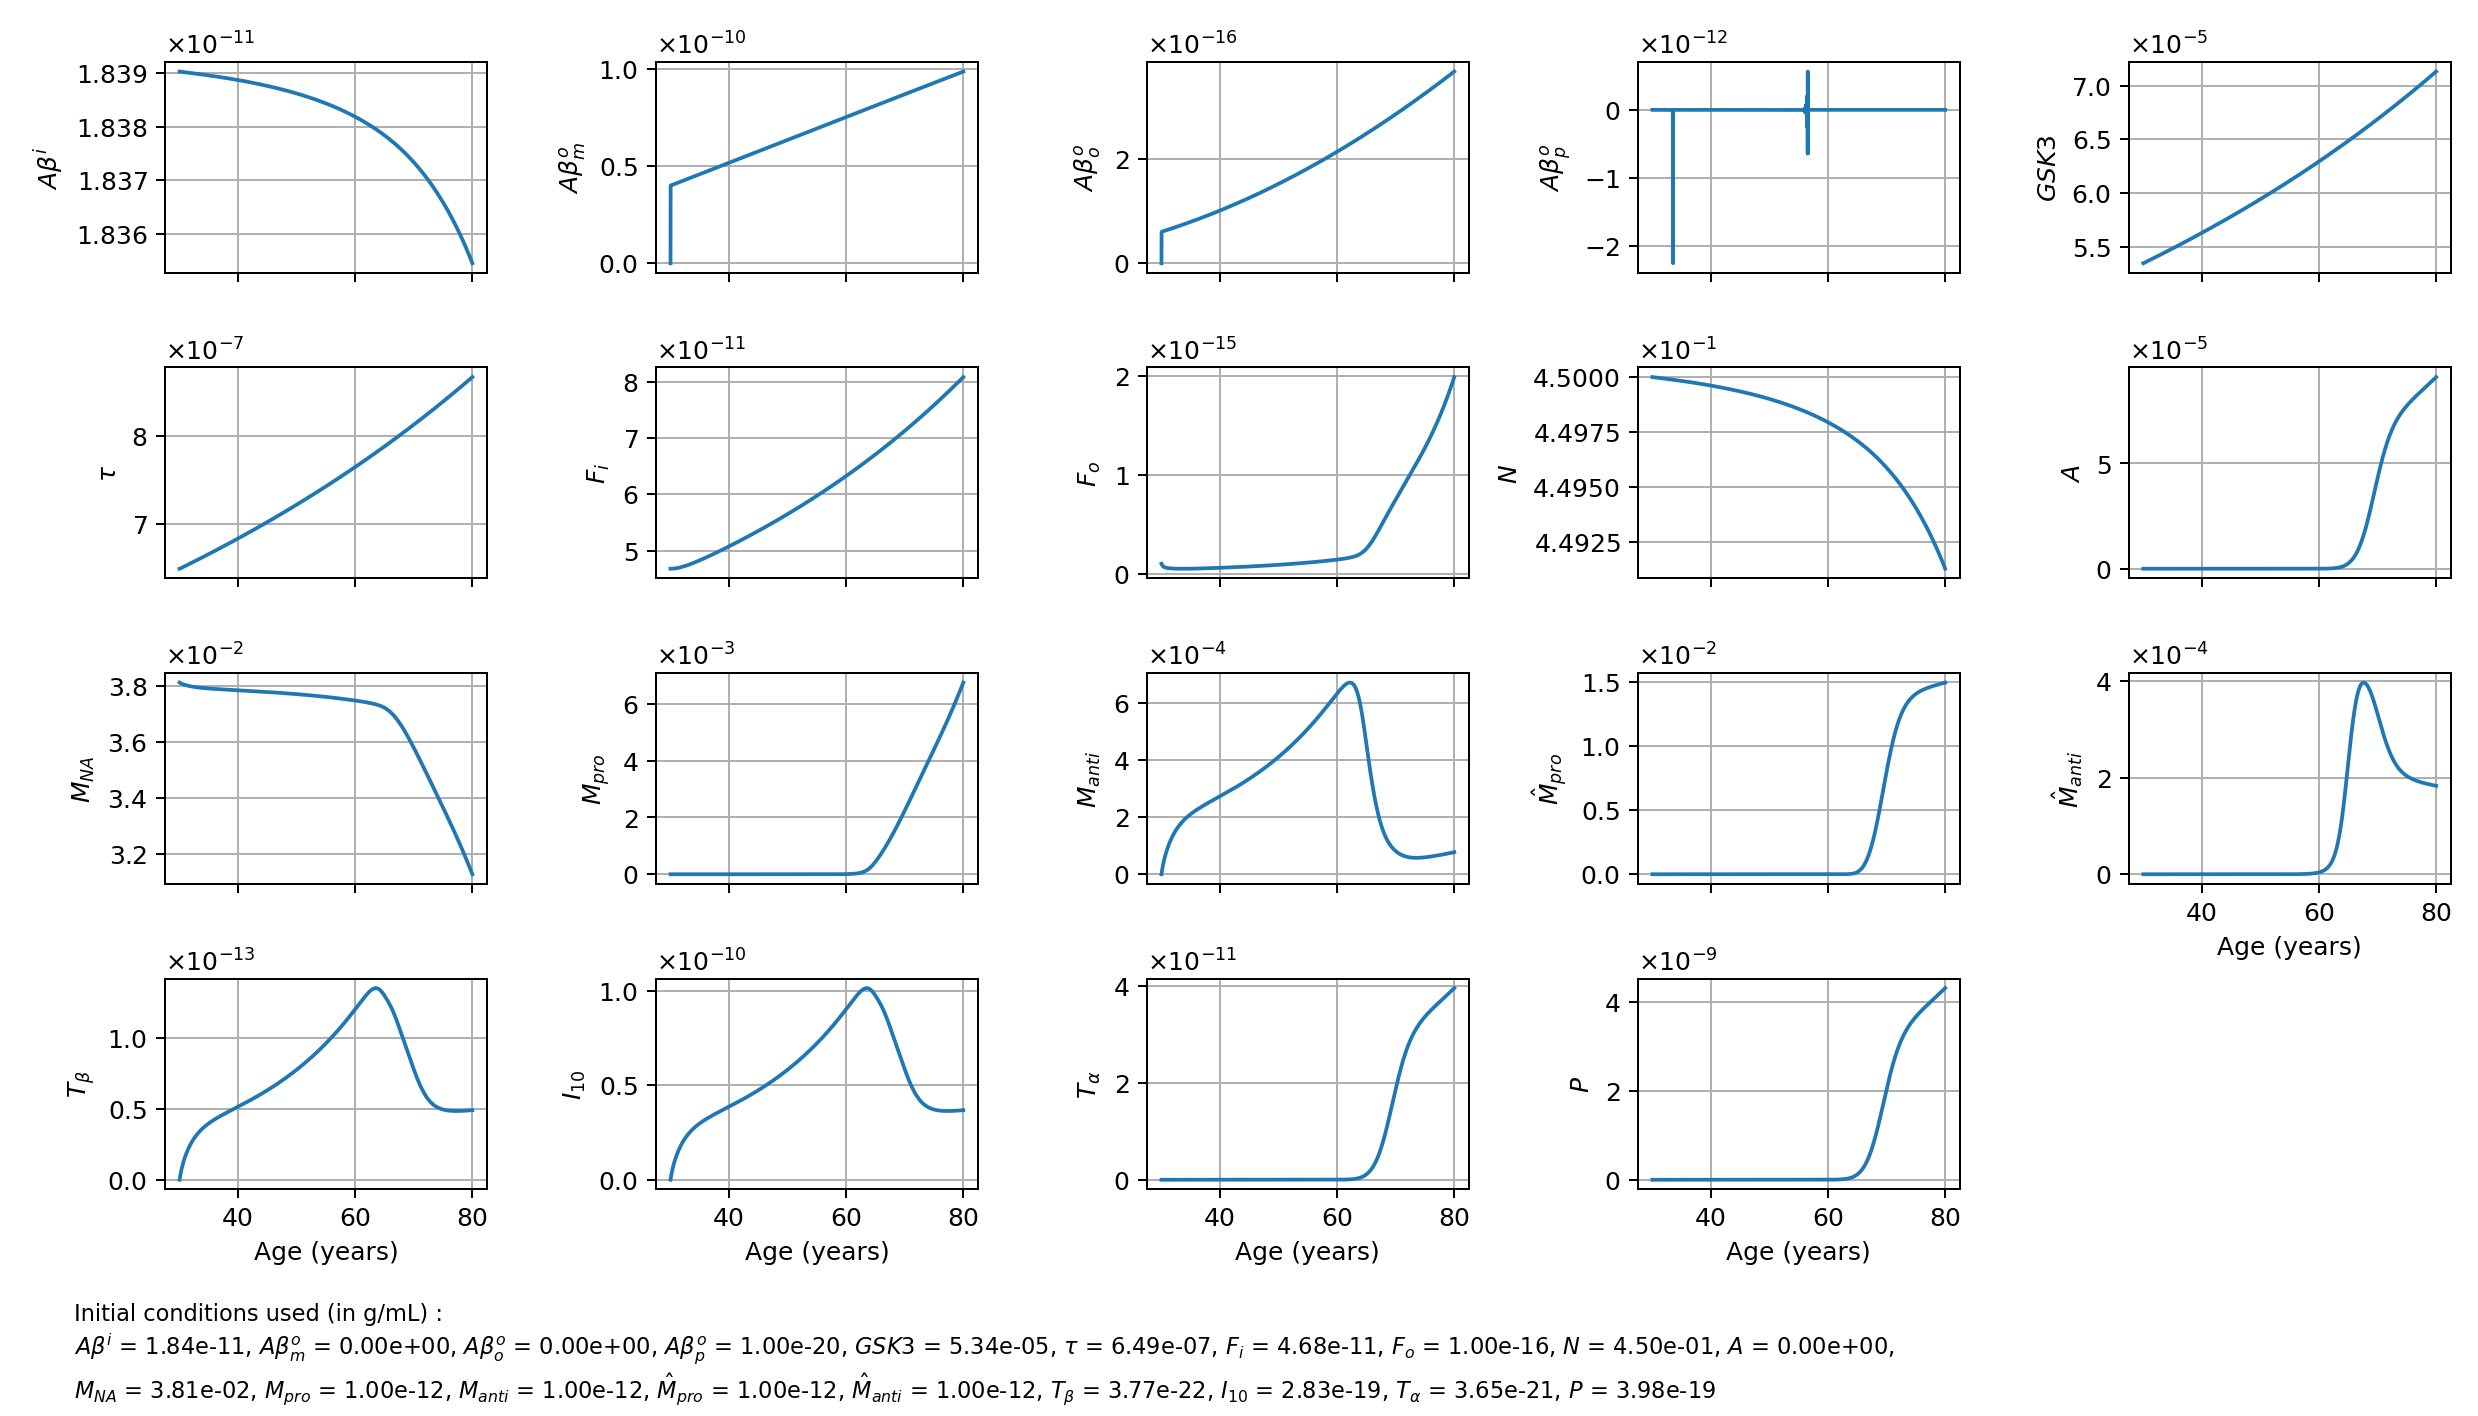 ×10⁻¹¹ ×10⁻¹⁰ ×10⁻¹⁶ ×10⁻¹² ×10⁻⁵
Aβⁱ 1.839 1.838 1.837 1.836
Aβₘᵒ 1.0 0.5 0.0
Aβₒᵒ 2 0
Aβₚᵒ 0 −1 −2
GSK3 7.0 6.5 6.0 5.5
×10⁻⁷ ×10⁻¹¹ ×10⁻¹⁵ ×10⁻¹ ×10⁻⁵
τ 8 7
Fᵢ 8 7 6 5
Fₒ 2 1 0
N 4.5000 4.4975 4.4950 4.4925
A 5 0
×10⁻² ×10⁻³ ×10⁻⁴ ×10⁻² ×10⁻⁴
M_NA 3.8 3.6 3.4 3.2
M_pro 6 4 2 0
M_anti 6 4 2 0
M̂_pro 1.5 1.0 0.5 0.0
M̂_anti 4 2 0
40 60 80
Age (years)
×10⁻¹³ ×10⁻¹⁰ ×10⁻¹¹ ×10⁻⁹
T_β 1.0 0.5 0.0
I₁₀ 1.0 0.5 0.0
T_α 4 2 0
P 4 2 0
40 60 80 40 60 80 40 60 80 40 60 80
Age (years) Age (years) Age (years) Age (years)
Initial conditions used (in g/mL) :
Aβⁱ = 1.84e-11, Aβₘᵒ = 0.00e+00, Aβₒᵒ = 0.00e+00, Aβₚᵒ = 1.00e-20, GSK3 = 5.34e-05, τ = 6.49e-07, Fᵢ = 4.68e-11, Fₒ = 1.00e-16, N = 4.50e-01, A = 0.00e+00,
M_NA = 3.81e-02, M_pro = 1.00e-12, M_anti = 1.00e-12, M̂_pro = 1.00e-12, M̂_anti = 1.00e-12, T_β = 3.77e-22, I₁₀ = 2.83e-19, T_α = 3.65e-21, P = 3.98e-19